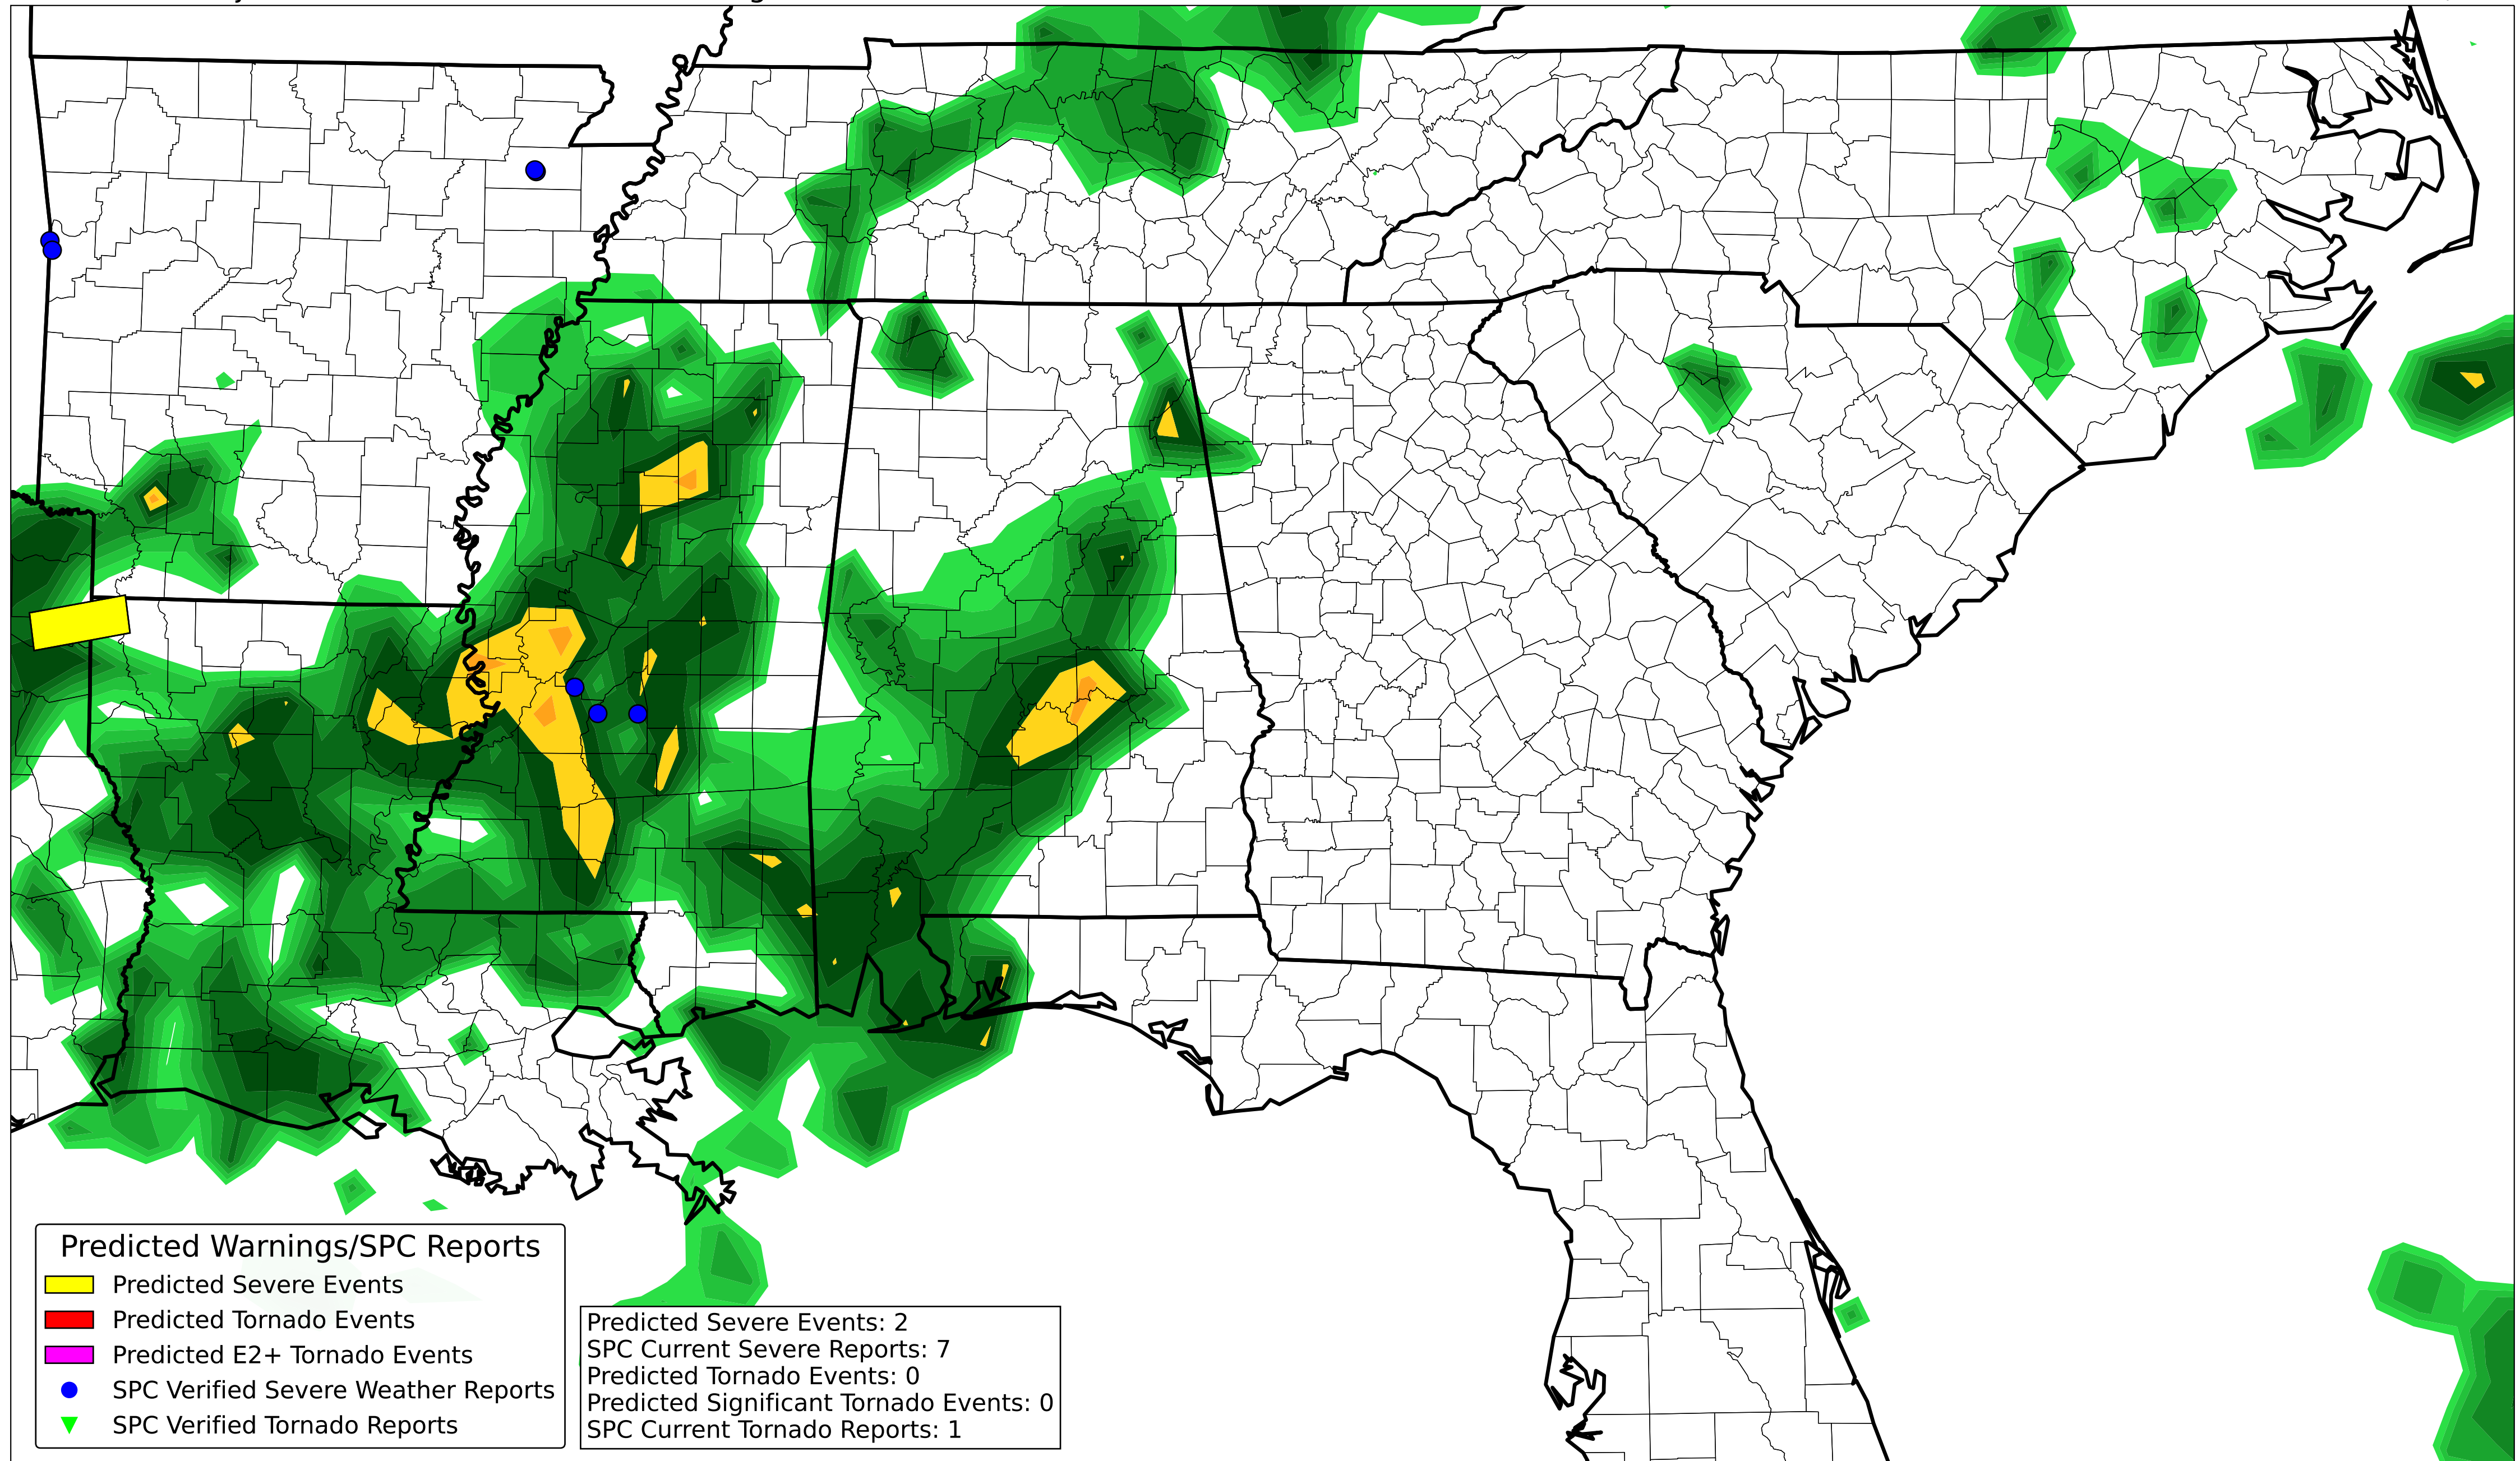 Predicted Warnings/SPC Reports
Predicted Severe Events
Predicted Tornado Events
Predicted E2+ Tornado Events
SPC Verified Severe Weather Reports
SPC Verified Tornado Reports
Predicted Severe Events: 2
SPC Current Severe Reports: 7
Predicted Tornado Events: 0
Predicted Significant Tornado Events: 0
SPC Current Tornado Reports: 1